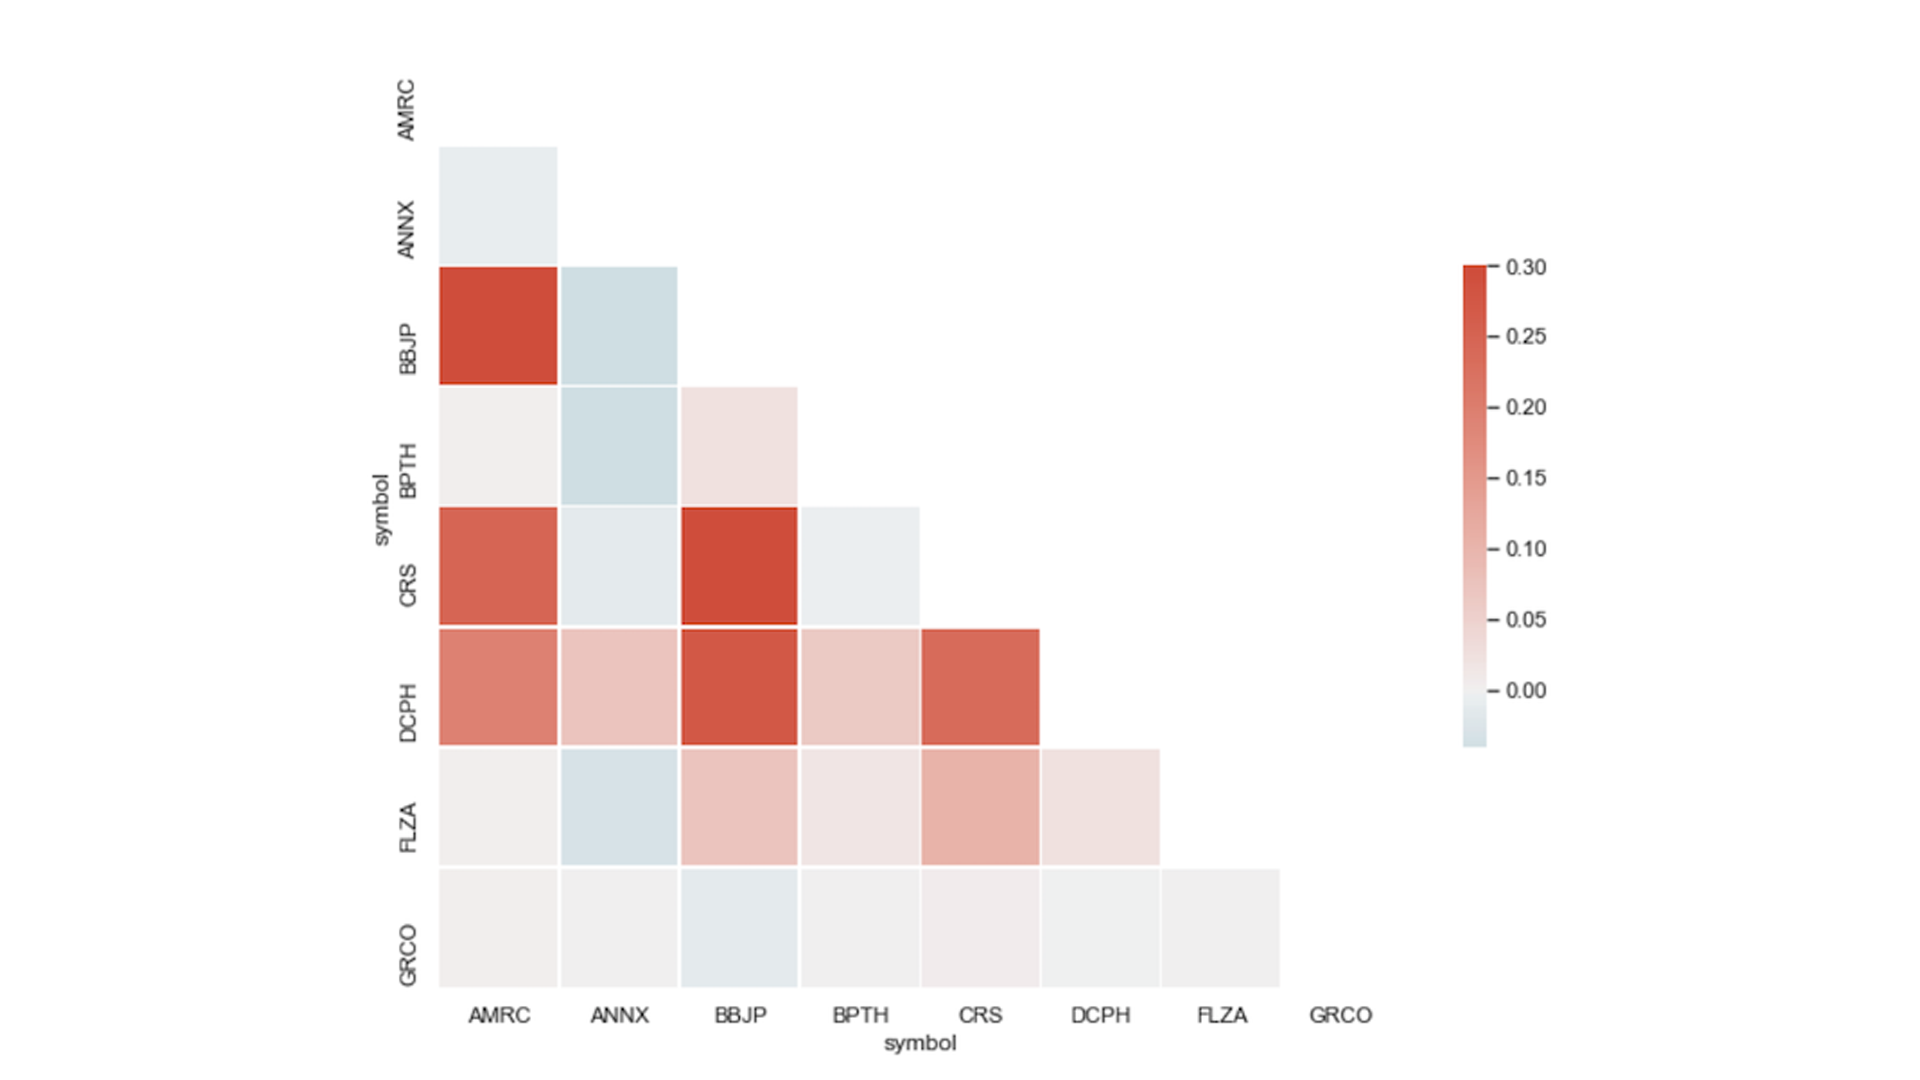 AMRC
ANNX
BBJP
BPTH
CRS
DCPH
FLZA
GRCO
symbol
AMRC ANNX BBJP BPTH CRS DCPH FLZA GRCO
symbol
0.30
0.25
0.20
0.15
0.10
0.05
0.00